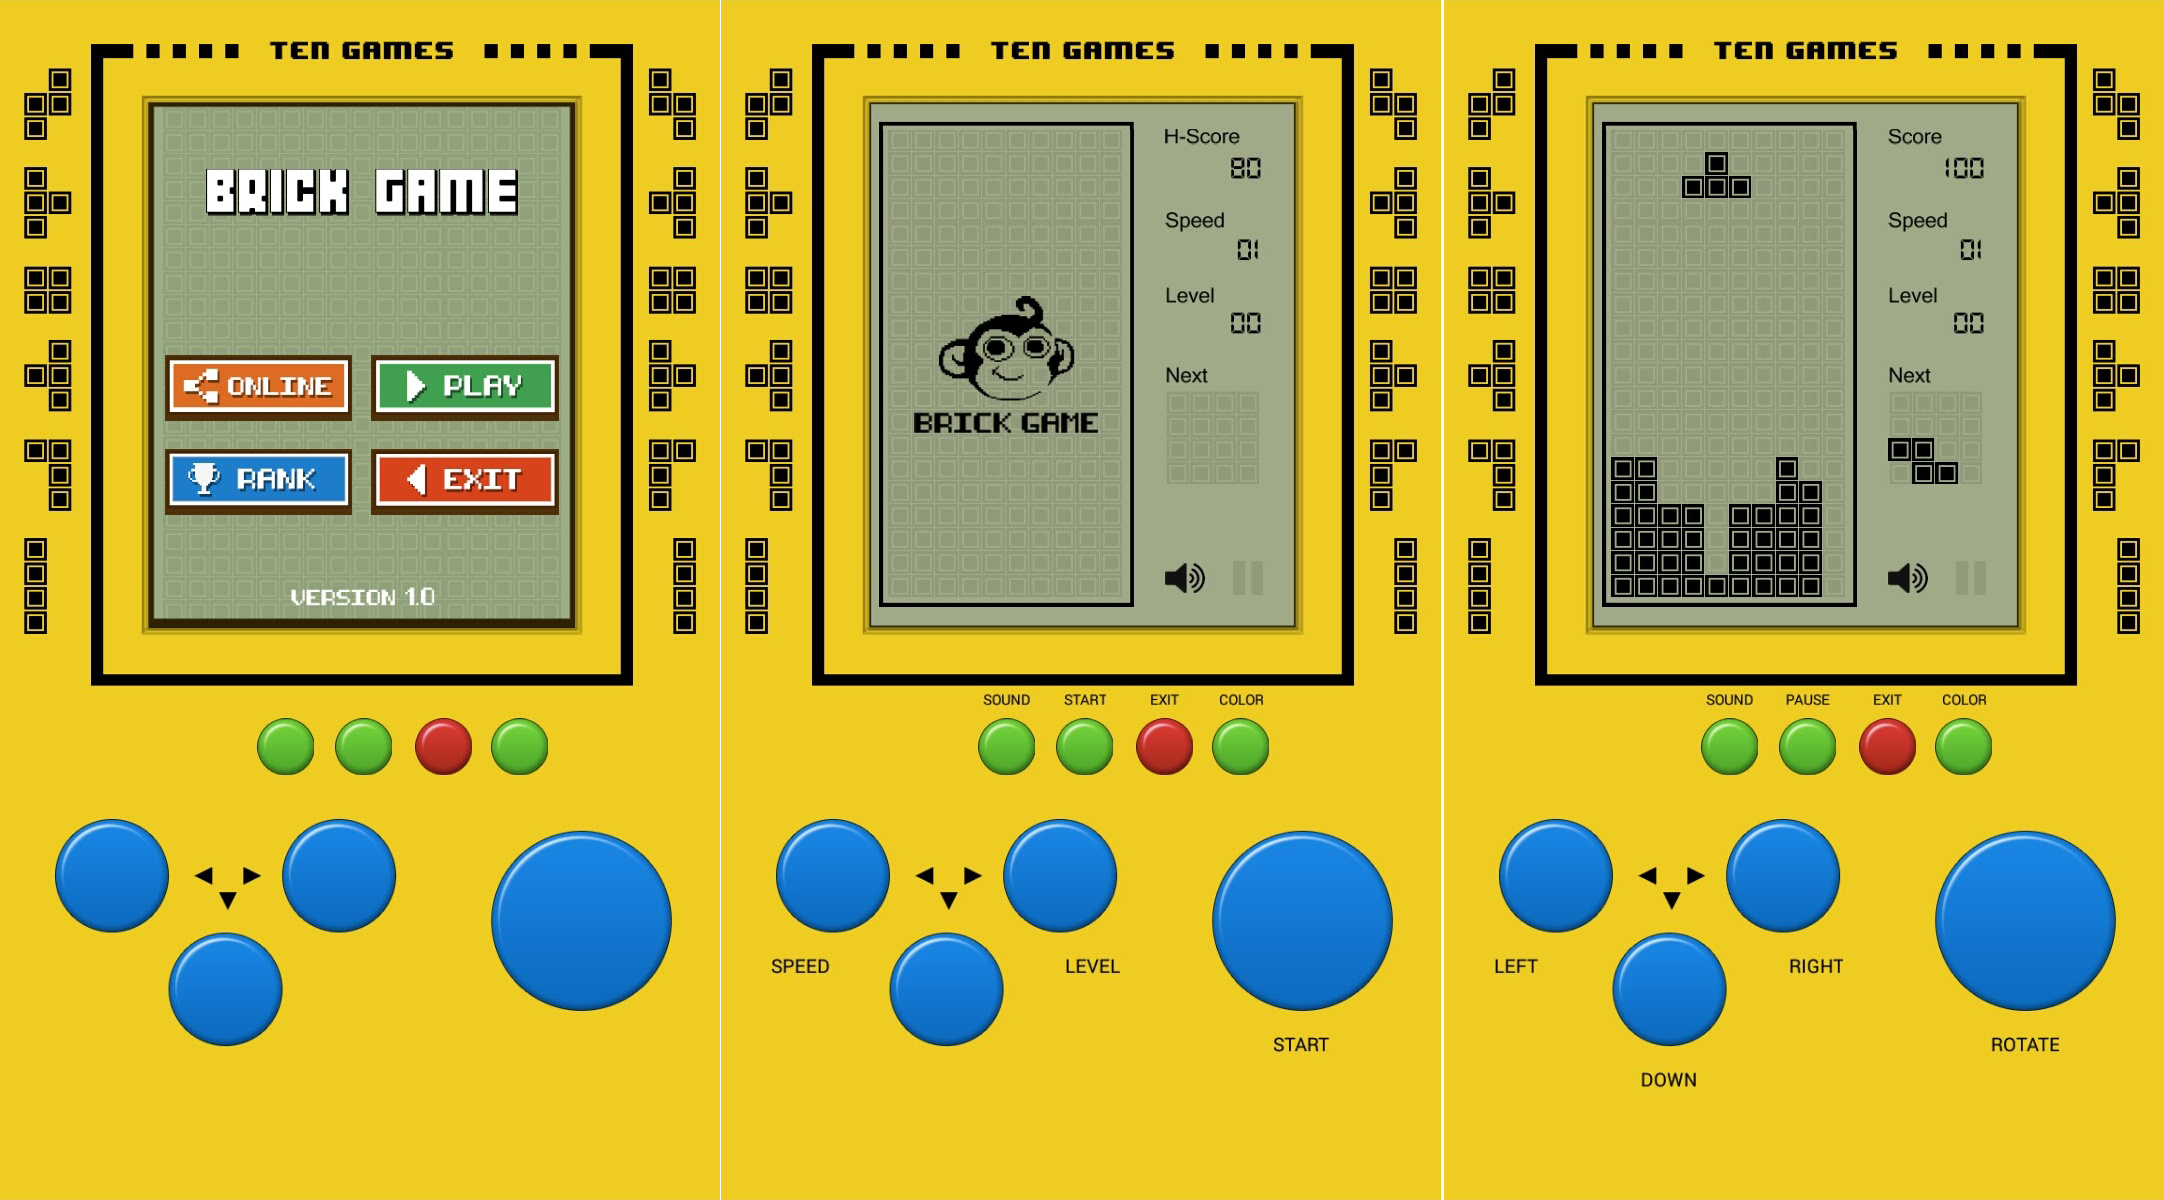 TEN GAMES
BRICK GAME
ONLINE
PLAY
RANK
EXIT
VERSION 1.0
TEN GAMES
H-Score
80
Speed
01
Level
00
Next
BRICK GAME
SOUND START EXIT COLOR
SPEED
LEVEL
START
TEN GAMES
Score
100
Speed
01
Level
00
Next
SOUND PAUSE EXIT COLOR
LEFT
RIGHT
ROTATE
DOWN